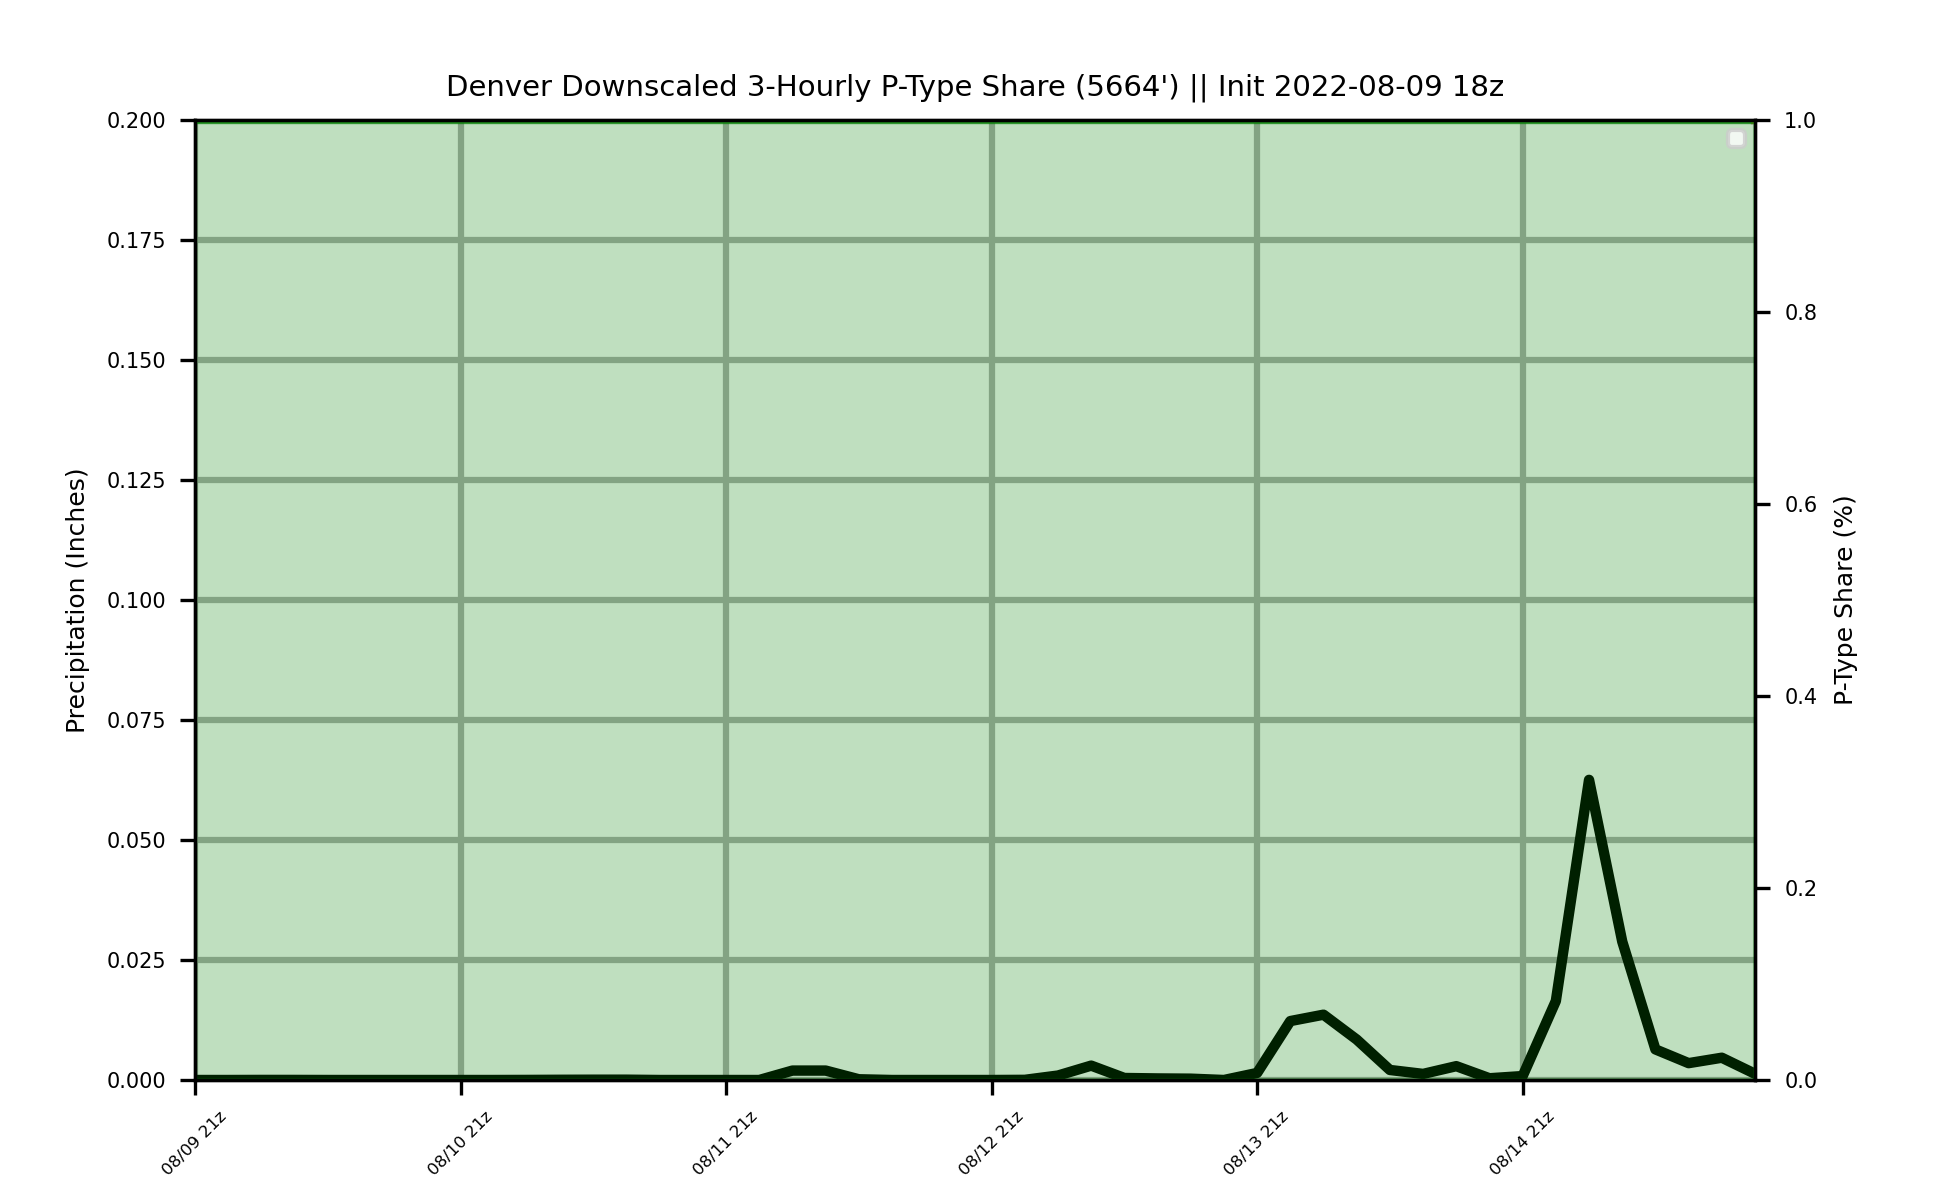 Denver Downscaled 3-Hourly P-Type Share (5664') || Init 2022-08-09 18z
0.200
0.175
0.150
0.125
0.100
0.075
0.050
0.025
0.000
Precipitation (Inches)
1.0
0.8
0.6
0.4
0.2
0.0
P-Type Share (%)
08/09 21z
08/10 21z
08/11 21z
08/12 21z
08/13 21z
08/14 21z